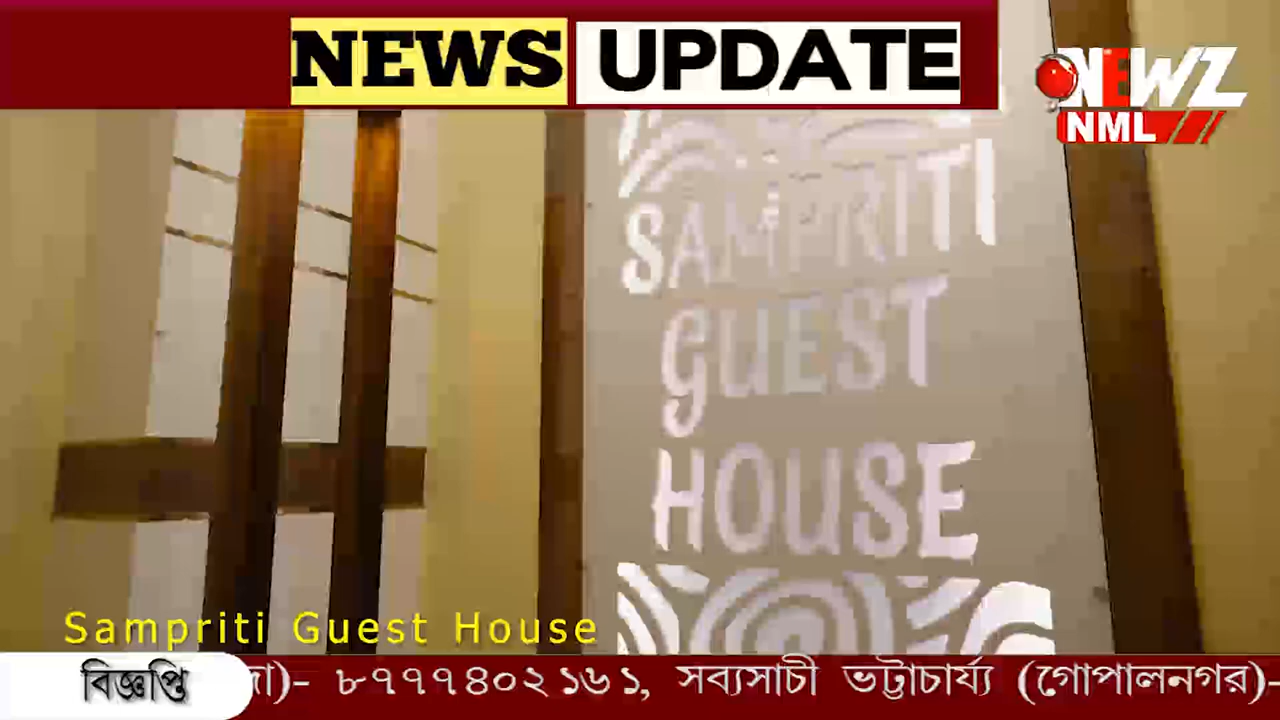 NEWS UPDATE
NEWZ
NML
SAMPRITI
GUEST
HOUSE
Sampriti Guest House
বিজ্ঞপ্তি
দা)- ৮৭৭৭৪০২১৬১, সব্যসাচী ভট্টাচার্য্য (গোপালনগর)-